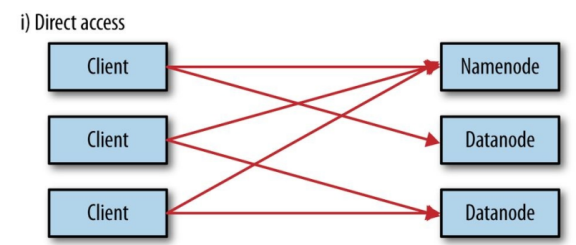 i) Direct access
Client
Namenode
Client
Datanode
Client
Datanode